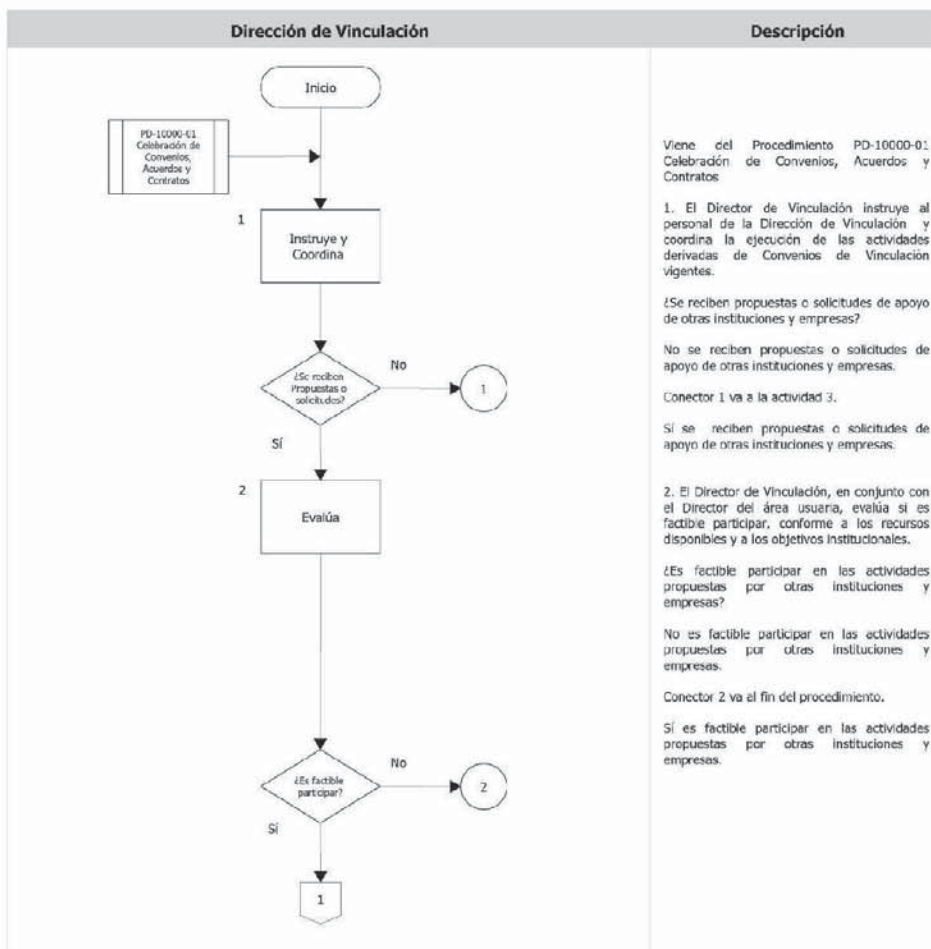 Dirección de Vinculación
Descripción
Inicio
PD-10000-01
Celebración de
Convenios,
Acuerdos y
Contratos
1
Instruye y
Coordina
¿Se reciben
Propuestas o
solicitudes?
No
1
Sí
2
Evalúa
¿Es factible
participar?
No
2
Sí
1
Viene del Procedimiento PD-10000-01
Celebración de Convenios, Acuerdos y
Contratos
1. El Director de Vinculación instruye al
personal de la Dirección de Vinculación y
coordina la ejecución de las actividades
derivadas de Convenios de Vinculación
vigentes.
¿Se reciben propuestas o solicitudes de apoyo
de otras instituciones y empresas?
No se reciben propuestas o solicitudes de
apoyo de otras instituciones y empresas.
Conector 1 va a la actividad 3.
Sí se reciben propuestas o solicitudes de
apoyo de otras instituciones y empresas.
2. El Director de Vinculación, en conjunto con
el Director del área usuaria, evalúa si es
factible participar, conforme a los recursos
disponibles y a los objetivos institucionales.
¿Es factible participar en las actividades
propuestas por otras instituciones y
empresas?
No es factible participar en las actividades
propuestas por otras instituciones y
empresas.
Conector 2 va al fin del procedimiento.
Sí es factible participar en las actividades
propuestas por otras instituciones y
empresas.